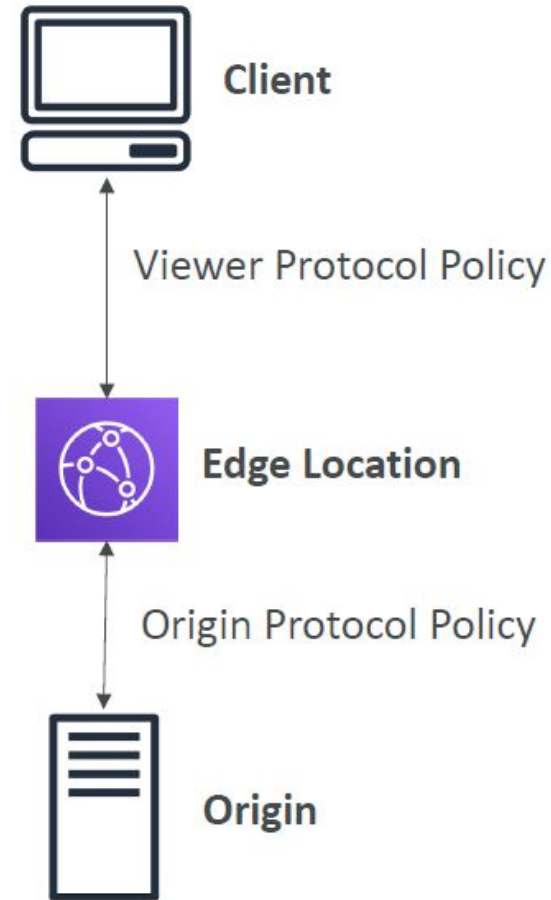 Client
Viewer Protocol Policy
Edge Location
Origin Protocol Policy
Origin